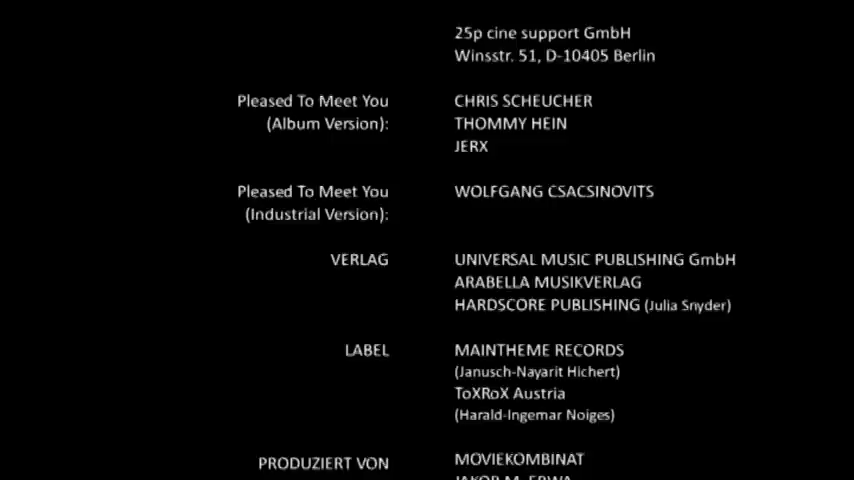 25p cine support GmbH
Winsstr. 51, D-10405 Berlin
Pleased To Meet You
(Album Version):
CHRIS SCHEUCHER
THOMMY HEIN
JERX
Pleased To Meet You
(Industrial Version):
WOLFGANG CSACSINOVITS
VERLAG
UNIVERSAL MUSIC PUBLISHING GmbH
ARABELLA MUSIKVERLAG
HARDSCORE PUBLISHING (Julia Snyder)
LABEL
MAINTHEME RECORDS
(Janusch-Nayarit Hichert)
ToXRoX Austria
(Harald-Ingemar Noiges)
PRODUZIERT VON
MOVIEKOMBINAT
JAKOB M. ERWA